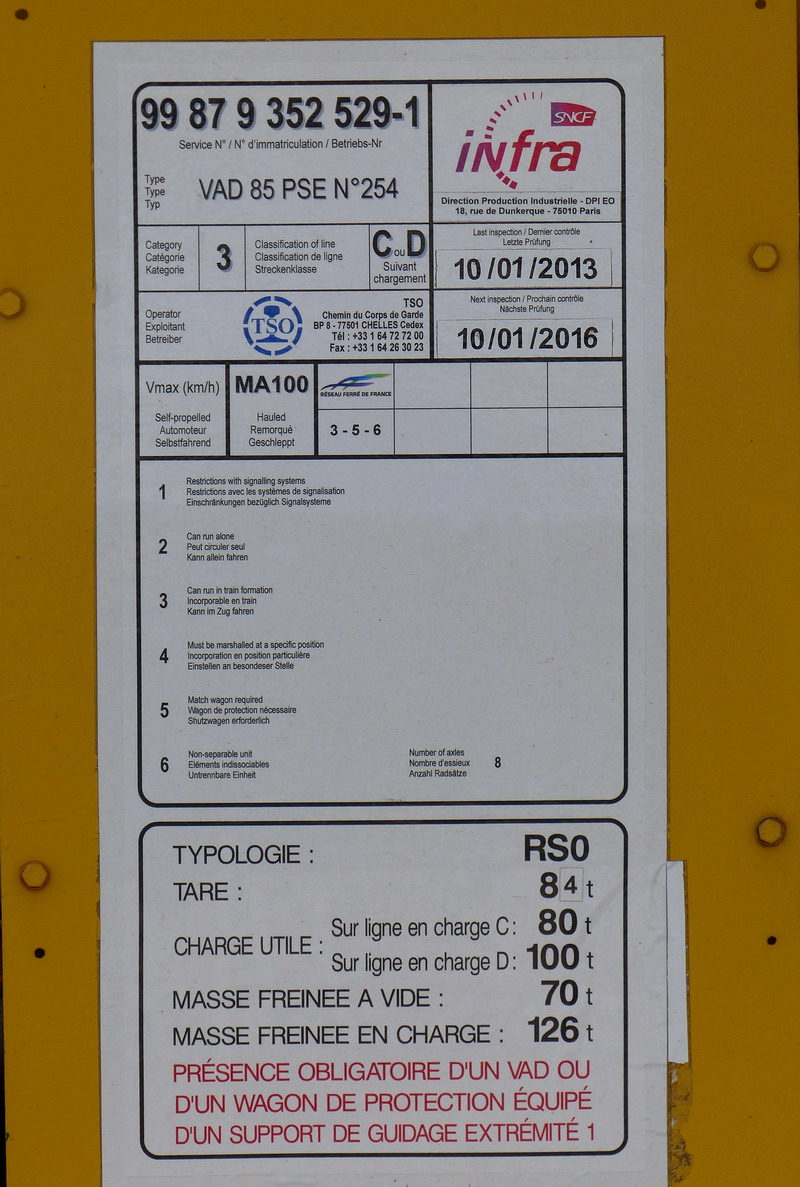 99 87 9 352 529-1
Service N° / N° d'immatriculation / Betriebs-Nr
Type
Type
Typ
VAD 85 PSE N°254
SNCF
infra
Direction Production Industrielle - DPI EO
18, rue de Dunkerque - 75010 Paris
Category
Catégorie
Kategorie
3
Classification of line
Classification de ligne
Streckenklasse
C ou D
Suivant
chargement
Last inspection / Dernier contrôle
Letzte Prüfung
10 /01 /2013
Operator
Exploitant
Betreiber
TSO
TSO
Chemin du Corps de Garde
BP 8 - 77501 CHELLES Cedex
Tél : +33 1 64 72 72 00
Fax : +33 1 64 26 30 23
Next inspection / Prochain contrôle
Nächste Prüfung
10/01 /2016
Vmax (km/h)
MA100
RÉSEAU FERRÉ DE FRANCE
Self-propelled
Automoteur
Selbstfahrend
Hauled
Remorqué
Geschleppt
3 - 5 - 6
1
Restrictions with signalling systems
Restrictions avec les systèmes de signalisation
Einschränkungen bezüglich Signalsysteme
2
Can run alone
Peut circuler seul
Kann allein fahren
3
Can run in train formation
Incorporable en train
Kann im Zug fahren
4
Must be marshalled at a specific position
Incorporation en position particulière
Einstellen an besondeser Stelle
5
Match wagon required
Wagon de protection nécessaire
Shutzwagen erforderlich
6
Non-separable unit
Eléments indissociables
Untrennbare Einheit
Number of axles
Nombre d'essieux
Anzahl Radsätze
8
TYPOLOGIE : RS0
TARE : 84 t
CHARGE UTILE :
Sur ligne en charge C : 80 t
Sur ligne en charge D : 100 t
MASSE FREINEE A VIDE : 70 t
MASSE FREINEE EN CHARGE : 126 t
PRÉSENCE OBLIGATOIRE D'UN VAD OU
D'UN WAGON DE PROTECTION ÉQUIPÉ
D'UN SUPPORT DE GUIDAGE EXTRÉMITÉ 1